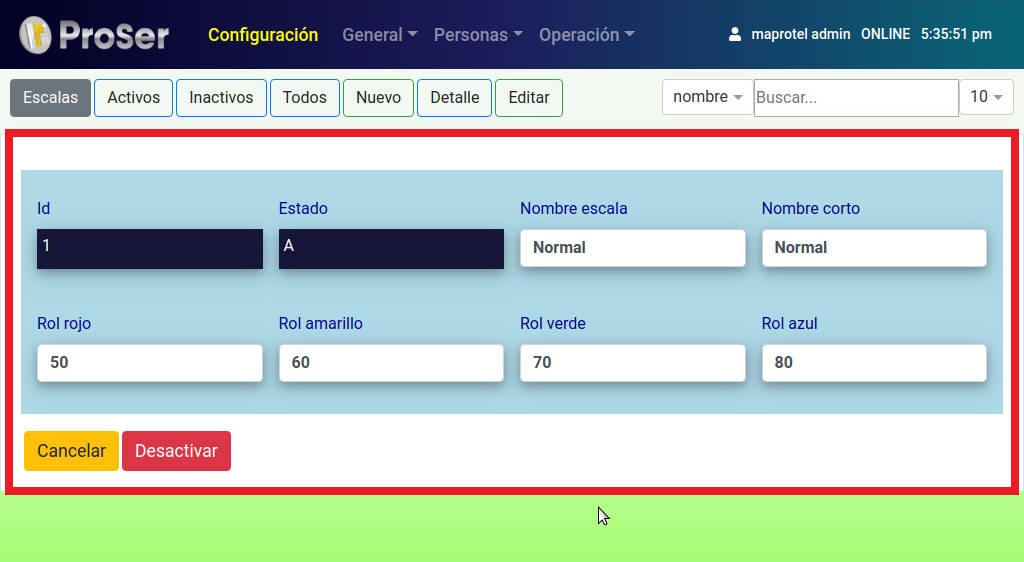 ProSer Configuración General Personas Operación maprotel admin ONLINE 5:35:51 pm
Escalas Activos Inactivos Todos Nuevo Detalle Editar nombre Buscar... 10
Id Estado Nombre escala Nombre corto
1 A Normal Normal
Rol rojo Rol amarillo Rol verde Rol azul
50 60 70 80
Cancelar Desactivar